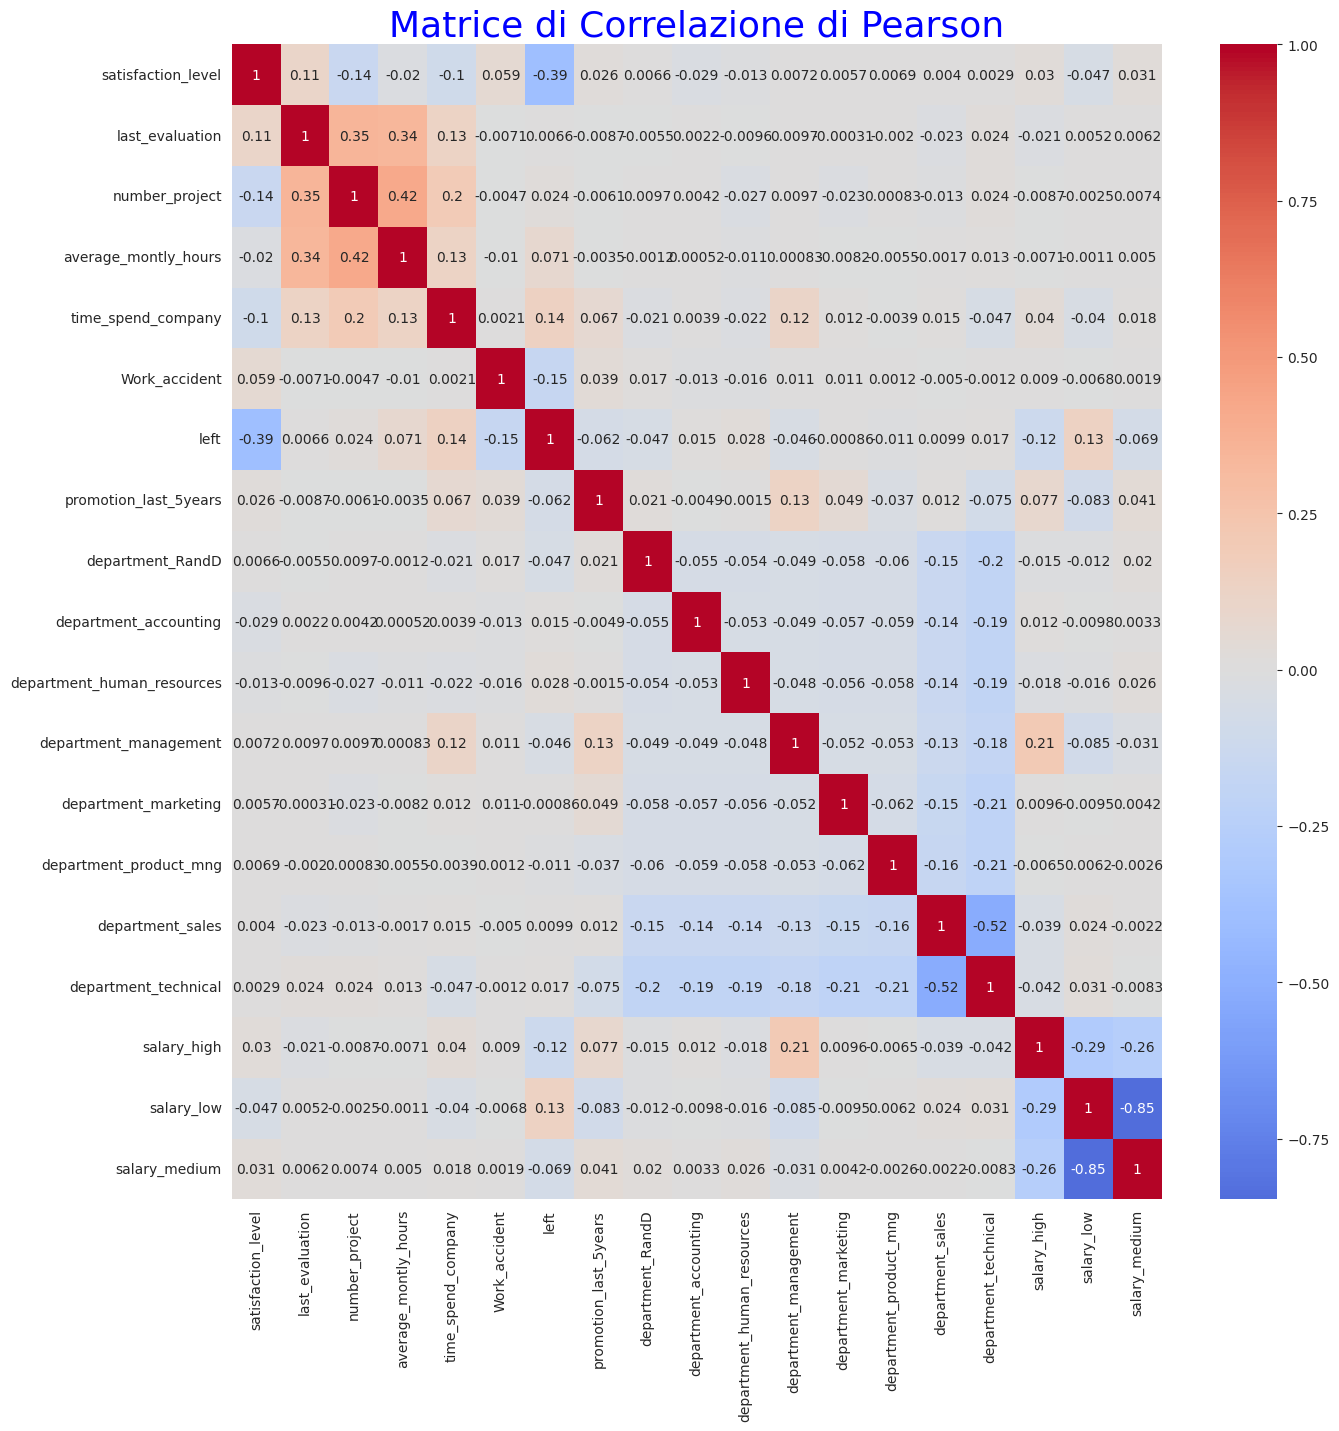 Matrice di Correlazione di Pearson
satisfaction_level 1 0.11 -0.14 -0.02 -0.1 0.059 -0.39 0.026 0.0066 -0.029 -0.013 0.0072 0.0057 0.0069 0.004 0.0029 0.03 -0.047 0.031
last_evaluation 0.11 1 0.35 0.34 0.13 -0.0071 0.0066 -0.0087 -0.0055 0.0022 -0.0096 0.0097 -0.00031 -0.002 -0.023 0.024 -0.021 0.0052 0.0062
number_project -0.14 0.35 1 0.42 0.2 -0.0047 0.024 -0.0061 0.0097 0.0042 -0.027 0.0097 -0.023 0.00083 -0.013 0.024 -0.0087 -0.0025 0.0074
average_montly_hours -0.02 0.34 0.42 1 0.13 -0.01 0.071 -0.0035 -0.0012 0.00052 -0.011 0.00083 -0.0082 -0.0055 -0.0017 0.013 -0.0071 -0.0011 0.005
time_spend_company -0.1 0.13 0.2 0.13 1 0.0021 0.14 0.067 -0.021 0.0039 -0.022 0.12 0.012 -0.0039 0.015 -0.047 0.04 -0.04 0.018
Work_accident 0.059 -0.0071 -0.0047 -0.01 0.0021 1 -0.15 0.039 0.017 -0.013 -0.016 0.011 0.011 0.0012 -0.005 -0.0012 0.009 -0.0068 0.0019
left -0.39 0.0066 0.024 0.071 0.14 -0.15 1 -0.062 -0.047 0.015 0.028 -0.046 -0.00086 -0.011 0.0099 0.017 -0.12 0.13 -0.069
promotion_last_5years 0.026 -0.0087 -0.0061 -0.0035 0.067 0.039 -0.062 1 0.021 -0.0049 -0.0015 0.13 0.049 -0.037 0.012 -0.075 0.077 -0.083 0.041
department_RandD 0.0066 -0.0055 0.0097 -0.0012 -0.021 0.017 -0.047 0.021 1 -0.055 -0.054 -0.049 -0.058 -0.06 -0.15 -0.2 -0.015 -0.012 0.02
department_accounting -0.029 0.0022 0.0042 0.00052 0.0039 -0.013 0.015 -0.0049 -0.055 1 -0.053 -0.049 -0.057 -0.059 -0.14 -0.19 0.012 -0.0098 0.0033
department_human_resources -0.013 -0.0096 -0.027 -0.011 -0.022 -0.016 0.028 -0.0015 -0.054 -0.053 1 -0.048 -0.056 -0.058 -0.14 -0.19 -0.018 -0.016 0.026
department_management 0.0072 0.0097 0.0097 0.00083 0.12 0.011 -0.046 0.13 -0.049 -0.049 -0.048 1 -0.052 -0.053 -0.13 -0.18 0.21 -0.085 -0.031
department_marketing 0.0057 -0.00031 -0.023 -0.0082 0.012 0.011 -0.00086 0.049 -0.058 -0.057 -0.056 -0.052 1 -0.062 -0.15 -0.21 0.0096 -0.0095 0.0042
department_product_mng 0.0069 -0.002 0.00083 -0.0055 -0.0039 0.0012 -0.011 -0.037 -0.06 -0.059 -0.058 -0.053 -0.062 1 -0.16 -0.21 -0.0065 0.0062 -0.0026
department_sales 0.004 -0.023 -0.013 -0.0017 0.015 -0.005 0.0099 0.012 -0.15 -0.14 -0.14 -0.13 -0.15 -0.16 1 -0.52 -0.039 0.024 -0.0022
department_technical 0.0029 0.024 0.024 0.013 -0.047 -0.0012 0.017 -0.075 -0.2 -0.19 -0.19 -0.18 -0.21 -0.21 -0.52 1 -0.042 0.031 -0.0083
salary_high 0.03 -0.021 -0.0087 -0.0071 0.04 0.009 -0.12 0.077 -0.015 0.012 -0.018 0.21 0.0096 -0.0065 -0.039 -0.042 1 -0.29 -0.26
salary_low -0.047 0.0052 -0.0025 -0.0011 -0.04 -0.0068 0.13 -0.083 -0.012 -0.0098 -0.016 -0.085 -0.0095 0.0062 0.024 0.031 -0.29 1 -0.85
salary_medium 0.031 0.0062 0.0074 0.005 0.018 0.0019 -0.069 0.041 0.02 0.0033 0.026 -0.031 0.0042 -0.0026 -0.0022 -0.0083 -0.26 -0.85 1
satisfaction_level
last_evaluation
number_project
average_montly_hours
time_spend_company
Work_accident
left
promotion_last_5years
department_RandD
department_accounting
department_human_resources
department_management
department_marketing
department_product_mng
department_sales
department_technical
salary_high
salary_low
salary_medium
1.00
0.75
0.50
0.25
0.00
−0.25
−0.50
−0.75